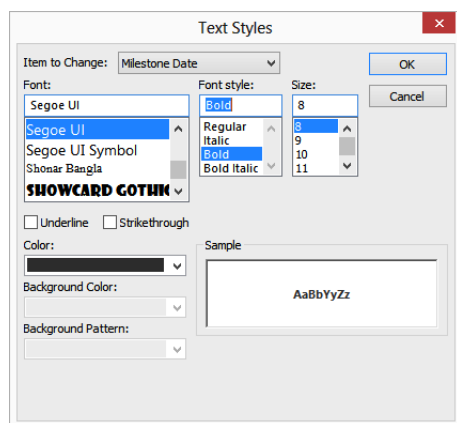 Text Styles
Item to Change: Milestone Date
OK
Font: Font style: Size:
Segoe UI Bold 8
Cancel
Segoe UI Regular 8
Segoe UI Symbol Italic 9
Shonar Bangla Bold 10
SHOWCARD GOTHIC Bold Italic 11
Underline Strikethrough
Color: Sample
AaBbYyZz
Background Color:
Background Pattern: